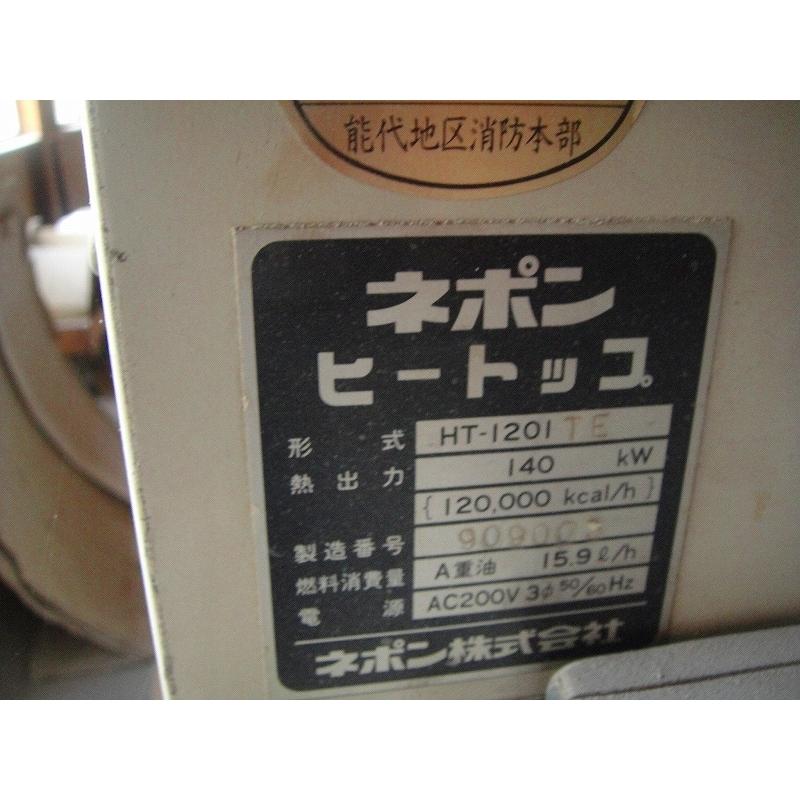 能代地区消防本部
ネポン
ヒートップ
形式 HT-1201TE
熱出力 140 kW
{120,000 kcal/h}
製造番号
燃料消費量 A重油 15.9ℓ/h
電源 AC200V 3φ 50/60Hz
ネポン株式会社